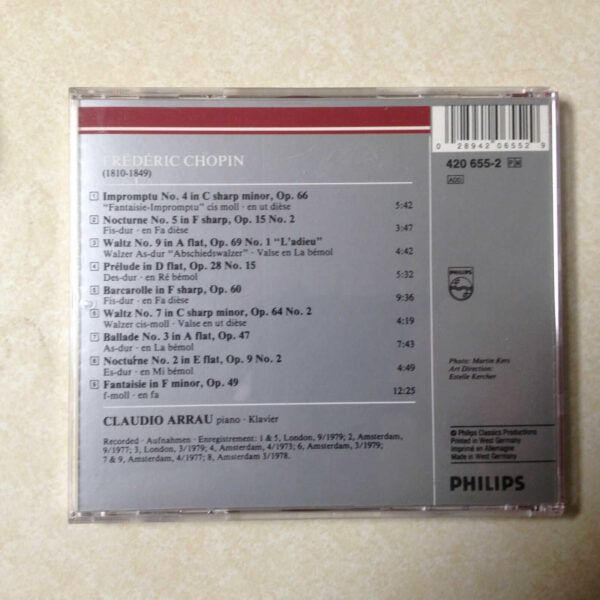 FRÉDÉRIC CHOPIN
(1810-1849)
1 Impromptu No. 4 in C sharp minor, Op. 66
"Fantaisie-Impromptu" cis moll · en ut dièse 5:42
2 Nocturne No. 5 in F sharp, Op. 15 No. 2
Fis-dur · en Fa dièse 3:47
3 Waltz No. 9 in A flat, Op. 69 No. 1 "L'adieu"
Walzer As-dur "Abschiedswalzer" · Valse en La bémol 4:42
4 Prélude in D flat, Op. 28 No. 15
Des-dur · en Ré bémol 5:32
5 Barcarolle in F sharp, Op. 60
Fis-dur · en Fa dièse 9:36
6 Waltz No. 7 in C sharp minor, Op. 64 No. 2
Walzer cis-moll · Valse en ut dièse 4:19
7 Ballade No. 3 in A flat, Op. 47
As-dur · en La bémol 7:43
8 Nocturne No. 2 in E flat, Op. 9 No. 2
Es-dur · en Mi bémol 4:49
9 Fantaisie in F minor, Op. 49
f-moll · en fa 12:25
CLAUDIO ARRAU piano · Klavier
Recorded · Aufnahmen · Enregistrement: 1 & 5, London, 9/1979; 2, Amsterdam,
9/1977; 3, London, 3/1979; 4, Amsterdam, 4/1973; 6, Amsterdam, 3/1979;
7 & 9, Amsterdam, 4/1977; 8, Amsterdam 3/1978.
0 28942 06552 9
420 655-2 PM
ADD
PHILIPS
Photo: Martin Kers
Art Direction:
Estelle Kercher
℗ Philips Classics Productions
Printed in West Germany
Imprimé en Allemagne
Made in West Germany
PHILIPS